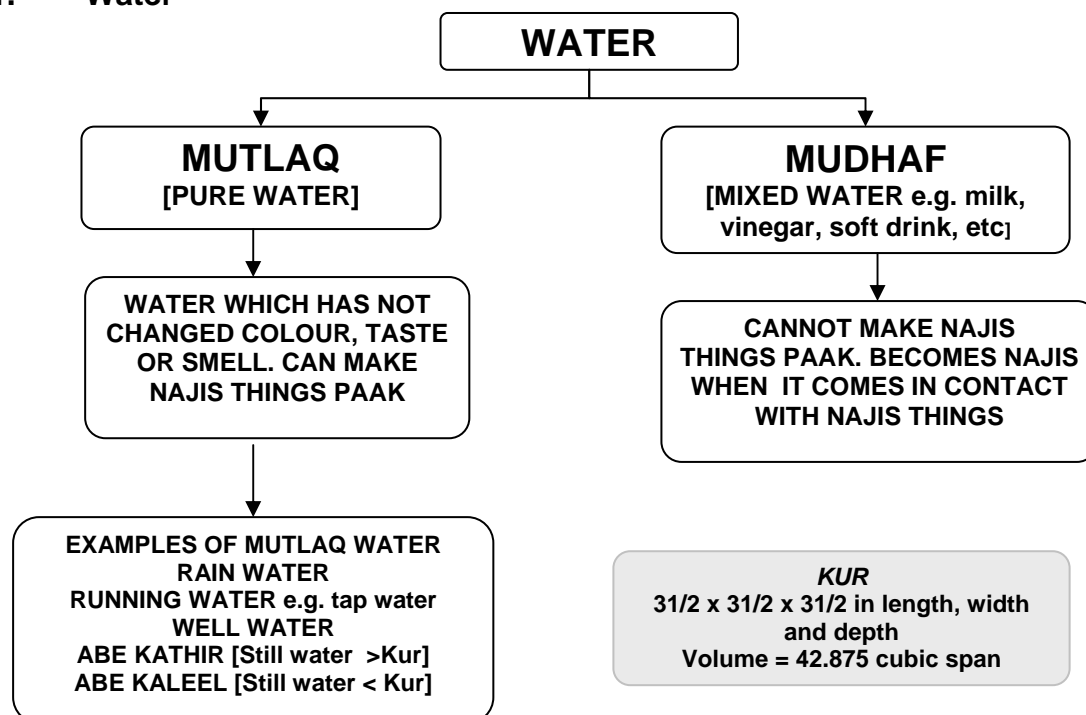 Water
WATER
MUTLAQ
[PURE WATER]
MUDHAF
[MIXED WATER e.g. milk,
vinegar, soft drink, etc]
WATER WHICH HAS NOT
CHANGED COLOUR, TASTE
OR SMELL. CAN MAKE
NAJIS THINGS PAAK
CANNOT MAKE NAJIS
THINGS PAAK. BECOMES NAJIS
WHEN IT COMES IN CONTACT
WITH NAJIS THINGS
EXAMPLES OF MUTLAQ WATER
RAIN WATER
RUNNING WATER e.g. tap water
WELL WATER
ABE KATHIR [Still water >Kur]
ABE KALEEL [Still water < Kur]
KUR
31/2 x 31/2 x 31/2 in length, width
and depth
Volume = 42.875 cubic span